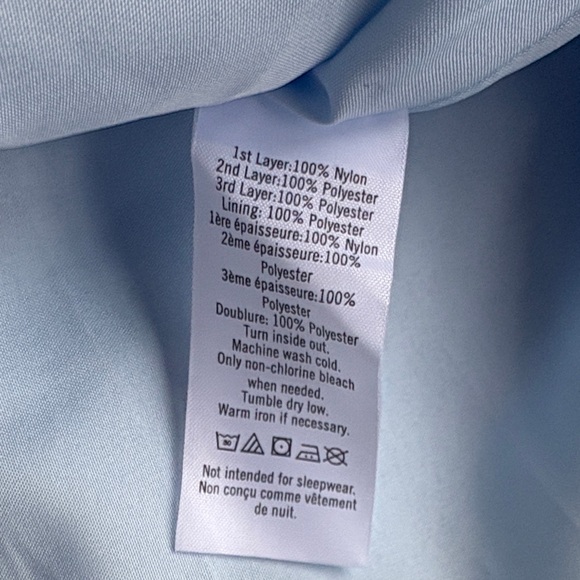 1st Layer:100% Nylon
2nd Layer:100% Polyester
3rd Layer:100% Polyester
Lining: 100% Polyester
1ère épaisseure:100% Nylon
2ème épaisseure:100%
Polyester
3ème épaisseure:100%
Polyester
Doublure: 100% Polyester
Turn inside out.
Machine wash cold.
Only non-chlorine bleach
when needed.
Tumble dry low.
Warm iron if necessary.
Not intended for sleepwear.
Non conçu comme vêtement
de nuit.